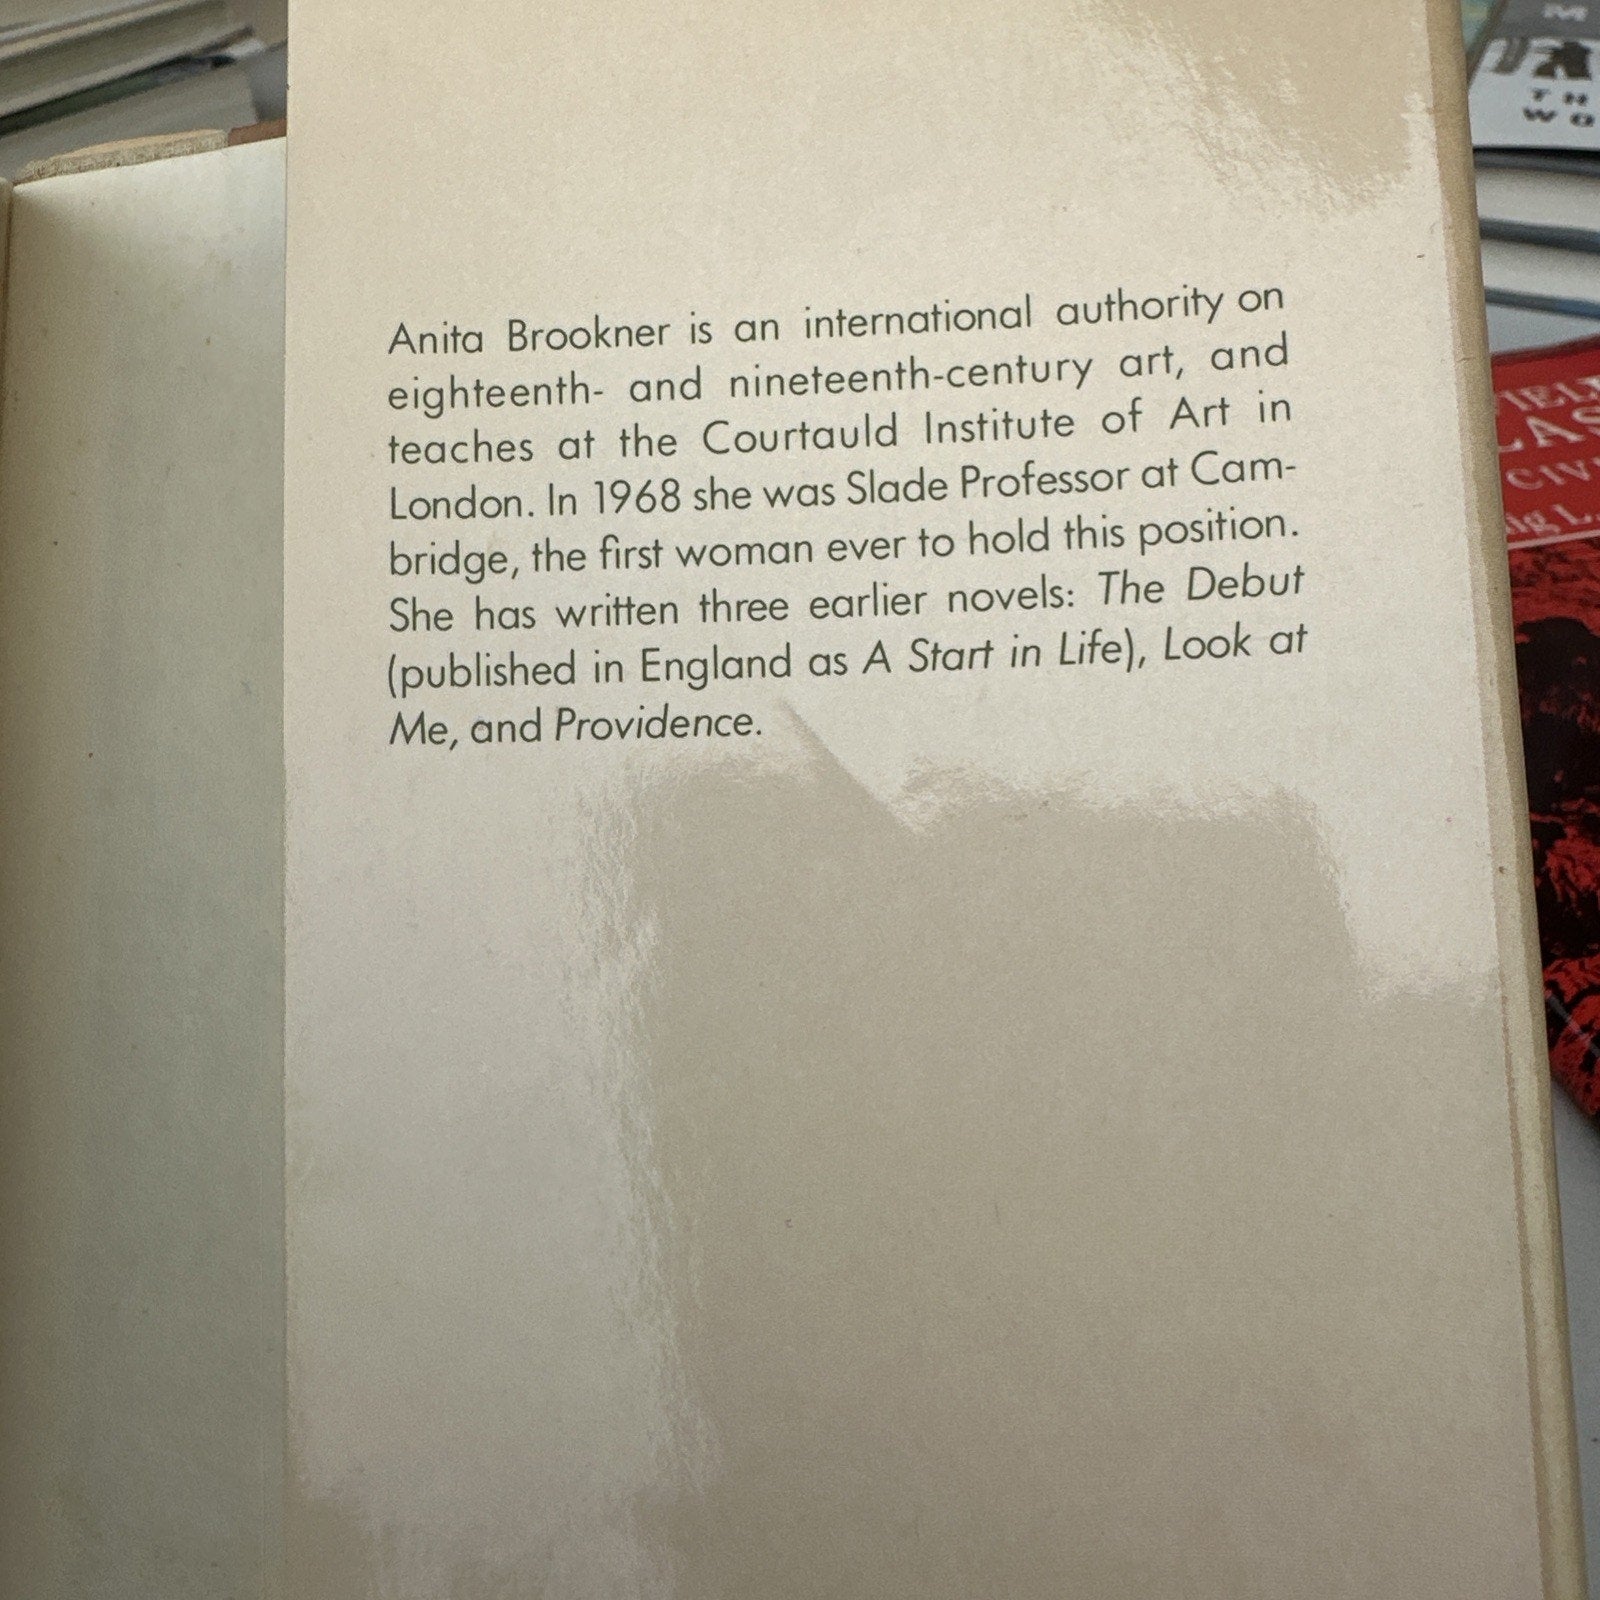 Anita Brookner is an international authority on
eighteenth- and nineteenth-century art, and
teaches at the Courtauld Institute of Art in
London. In 1968 she was Slade Professor at Cam-
bridge, the first woman ever to hold this position.
She has written three earlier novels: The Debut
(published in England as A Start in Life), Look at
Me, and Providence.
M
TH
WO